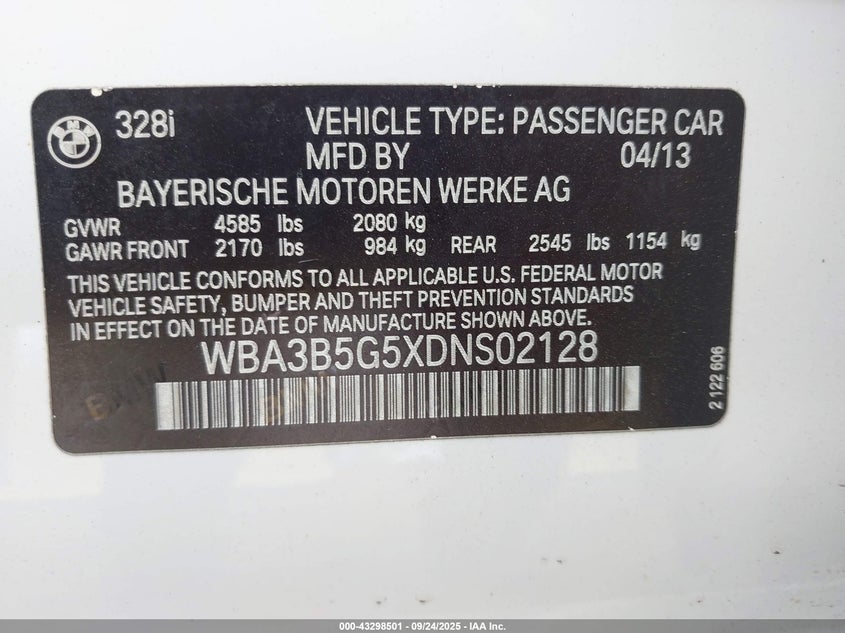 BMW 328i VEHICLE TYPE: PASSENGER CAR
MFD BY 04/13
BAYERISCHE MOTOREN WERKE AG
GVWR 4585 lbs 2080 kg
GAWR FRONT 2170 lbs 984 kg REAR 2545 lbs 1154 kg
THIS VEHICLE CONFORMS TO ALL APPLICABLE U.S. FEDERAL MOTOR
VEHICLE SAFETY, BUMPER AND THEFT PREVENTION STANDARDS
IN EFFECT ON THE DATE OF MANUFACTURE SHOWN ABOVE.
WBA3B5G5XDNS02128
BMW BMW
2 122 606
000-43298501 - 09/24/2025 - IAA Inc.